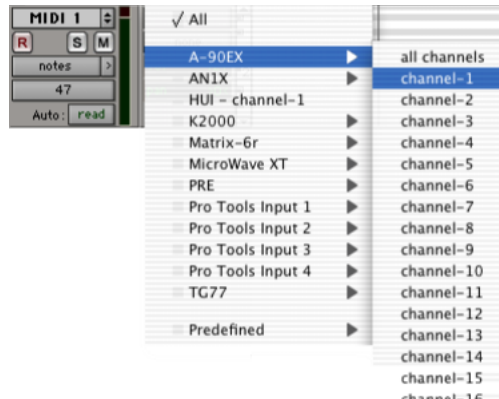 MIDI 1
R S M
notes >
47
Auto: read
√ All
A-90EX
AN1X
HUI - channel-1
K2000
Matrix-6r
MicroWave XT
PRE
Pro Tools Input 1
Pro Tools Input 2
Pro Tools Input 3
Pro Tools Input 4
TG77
Predefined
all channels
channel-1
channel-2
channel-3
channel-4
channel-5
channel-6
channel-7
channel-8
channel-9
channel-10
channel-11
channel-12
channel-13
channel-14
channel-15
channel-16